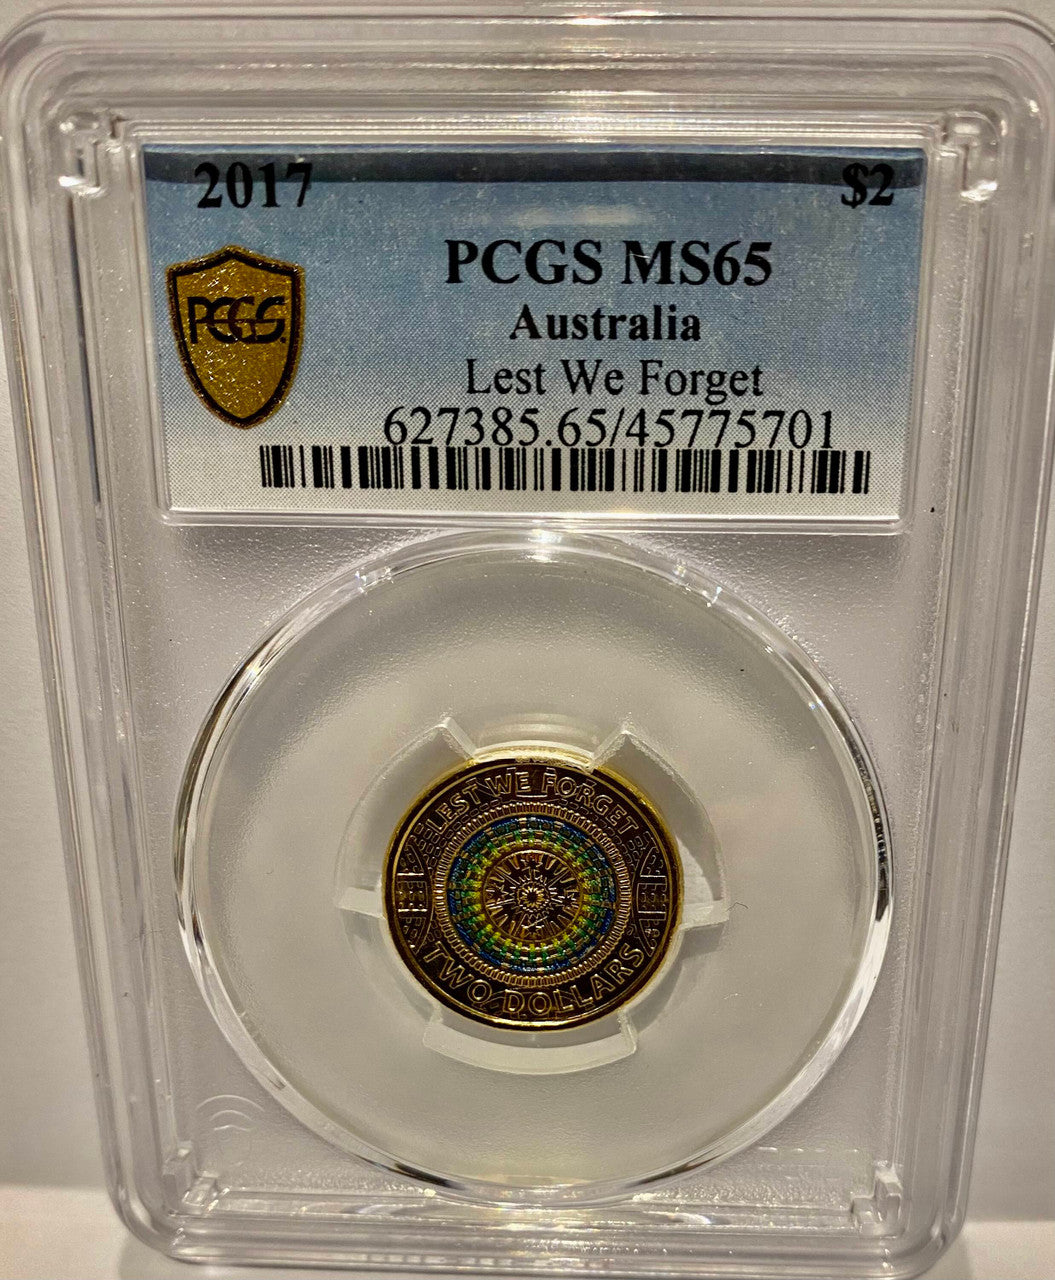 2017 $2
PCGS MS65
PCGS
Australia
Lest We Forget
627385.65/45775701
LEST WE FORGET
TWO DOLLARS